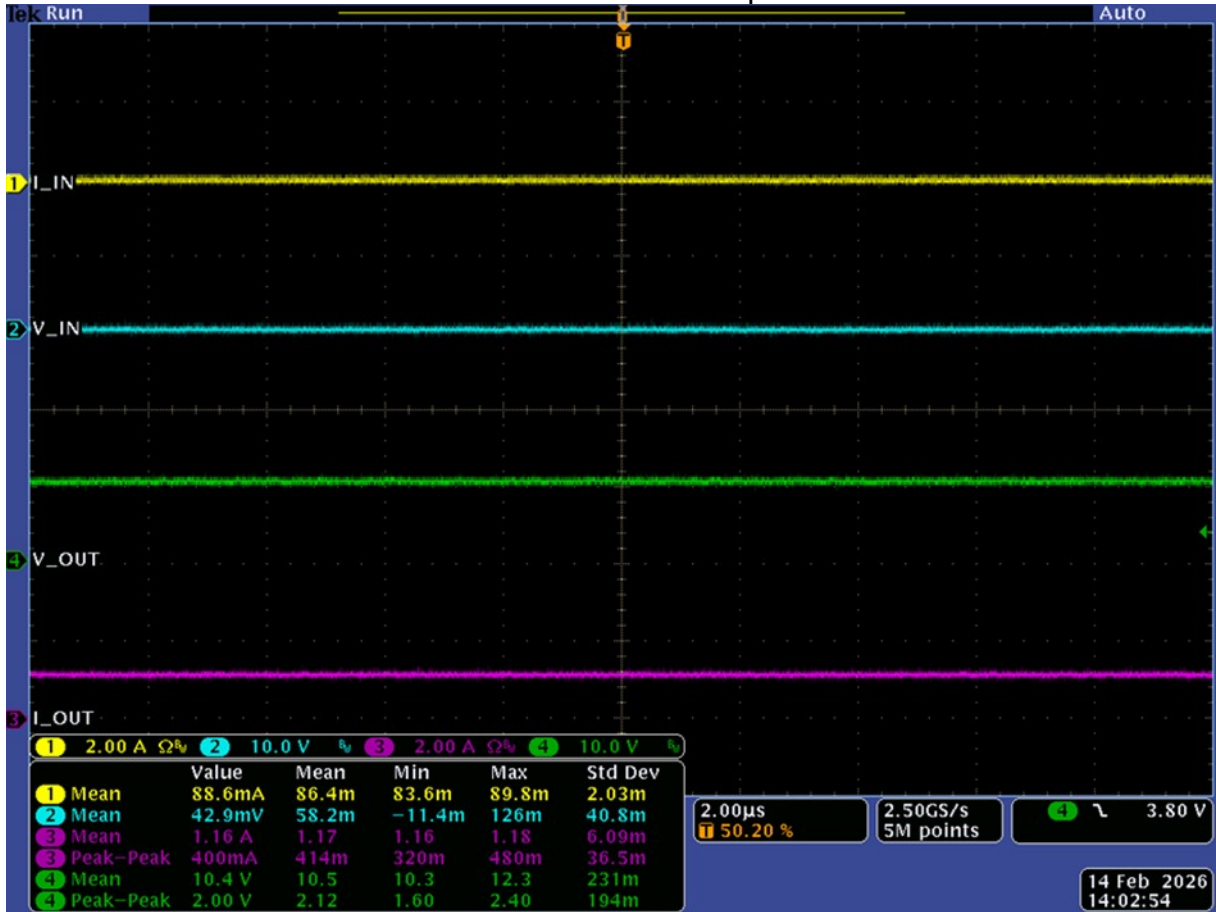 Tek Run Auto
T
1 I_IN
2 V_IN
4 V_OUT
3 I_OUT
1 2.00 A Ω BW 2 10.0 V BW 3 2.00 A Ω BW 4 10.0 V BW
Value Mean Min Max Std Dev
1 Mean 88.6mA 86.4m 83.6m 89.8m 2.03m
2 Mean 42.9mV 58.2m −11.4m 126m 40.8m
3 Mean 1.16 A 1.17 1.16 1.18 6.09m
3 Peak−Peak 400mA 414m 320m 480m 36.5m
4 Mean 10.4 V 10.5 10.3 12.3 231m
4 Peak−Peak 2.00 V 2.12 1.60 2.40 194m
2.00µs
T 50.20 %
2.50GS/s
5M points
4 3.80 V
14 Feb 2026
14:02:54